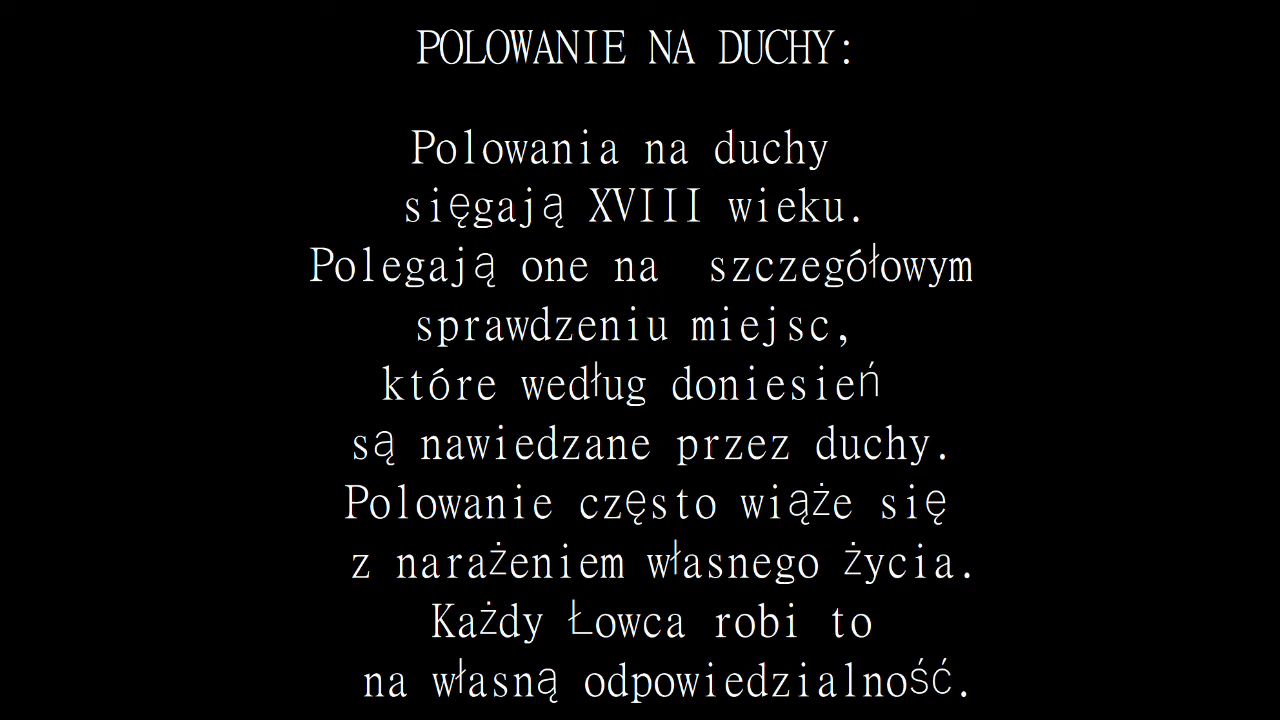 POLOWANIE NA DUCHY:
Polowania na duchy
sięgają XVIII wieku.
Polegają one na szczegółowym
sprawdzeniu miejsc,
które według doniesień
są nawiedzane przez duchy.
Polowanie często wiąże się
z narażeniem własnego życia.
Każdy Łowca robi to
na własną odpowiedzialność.